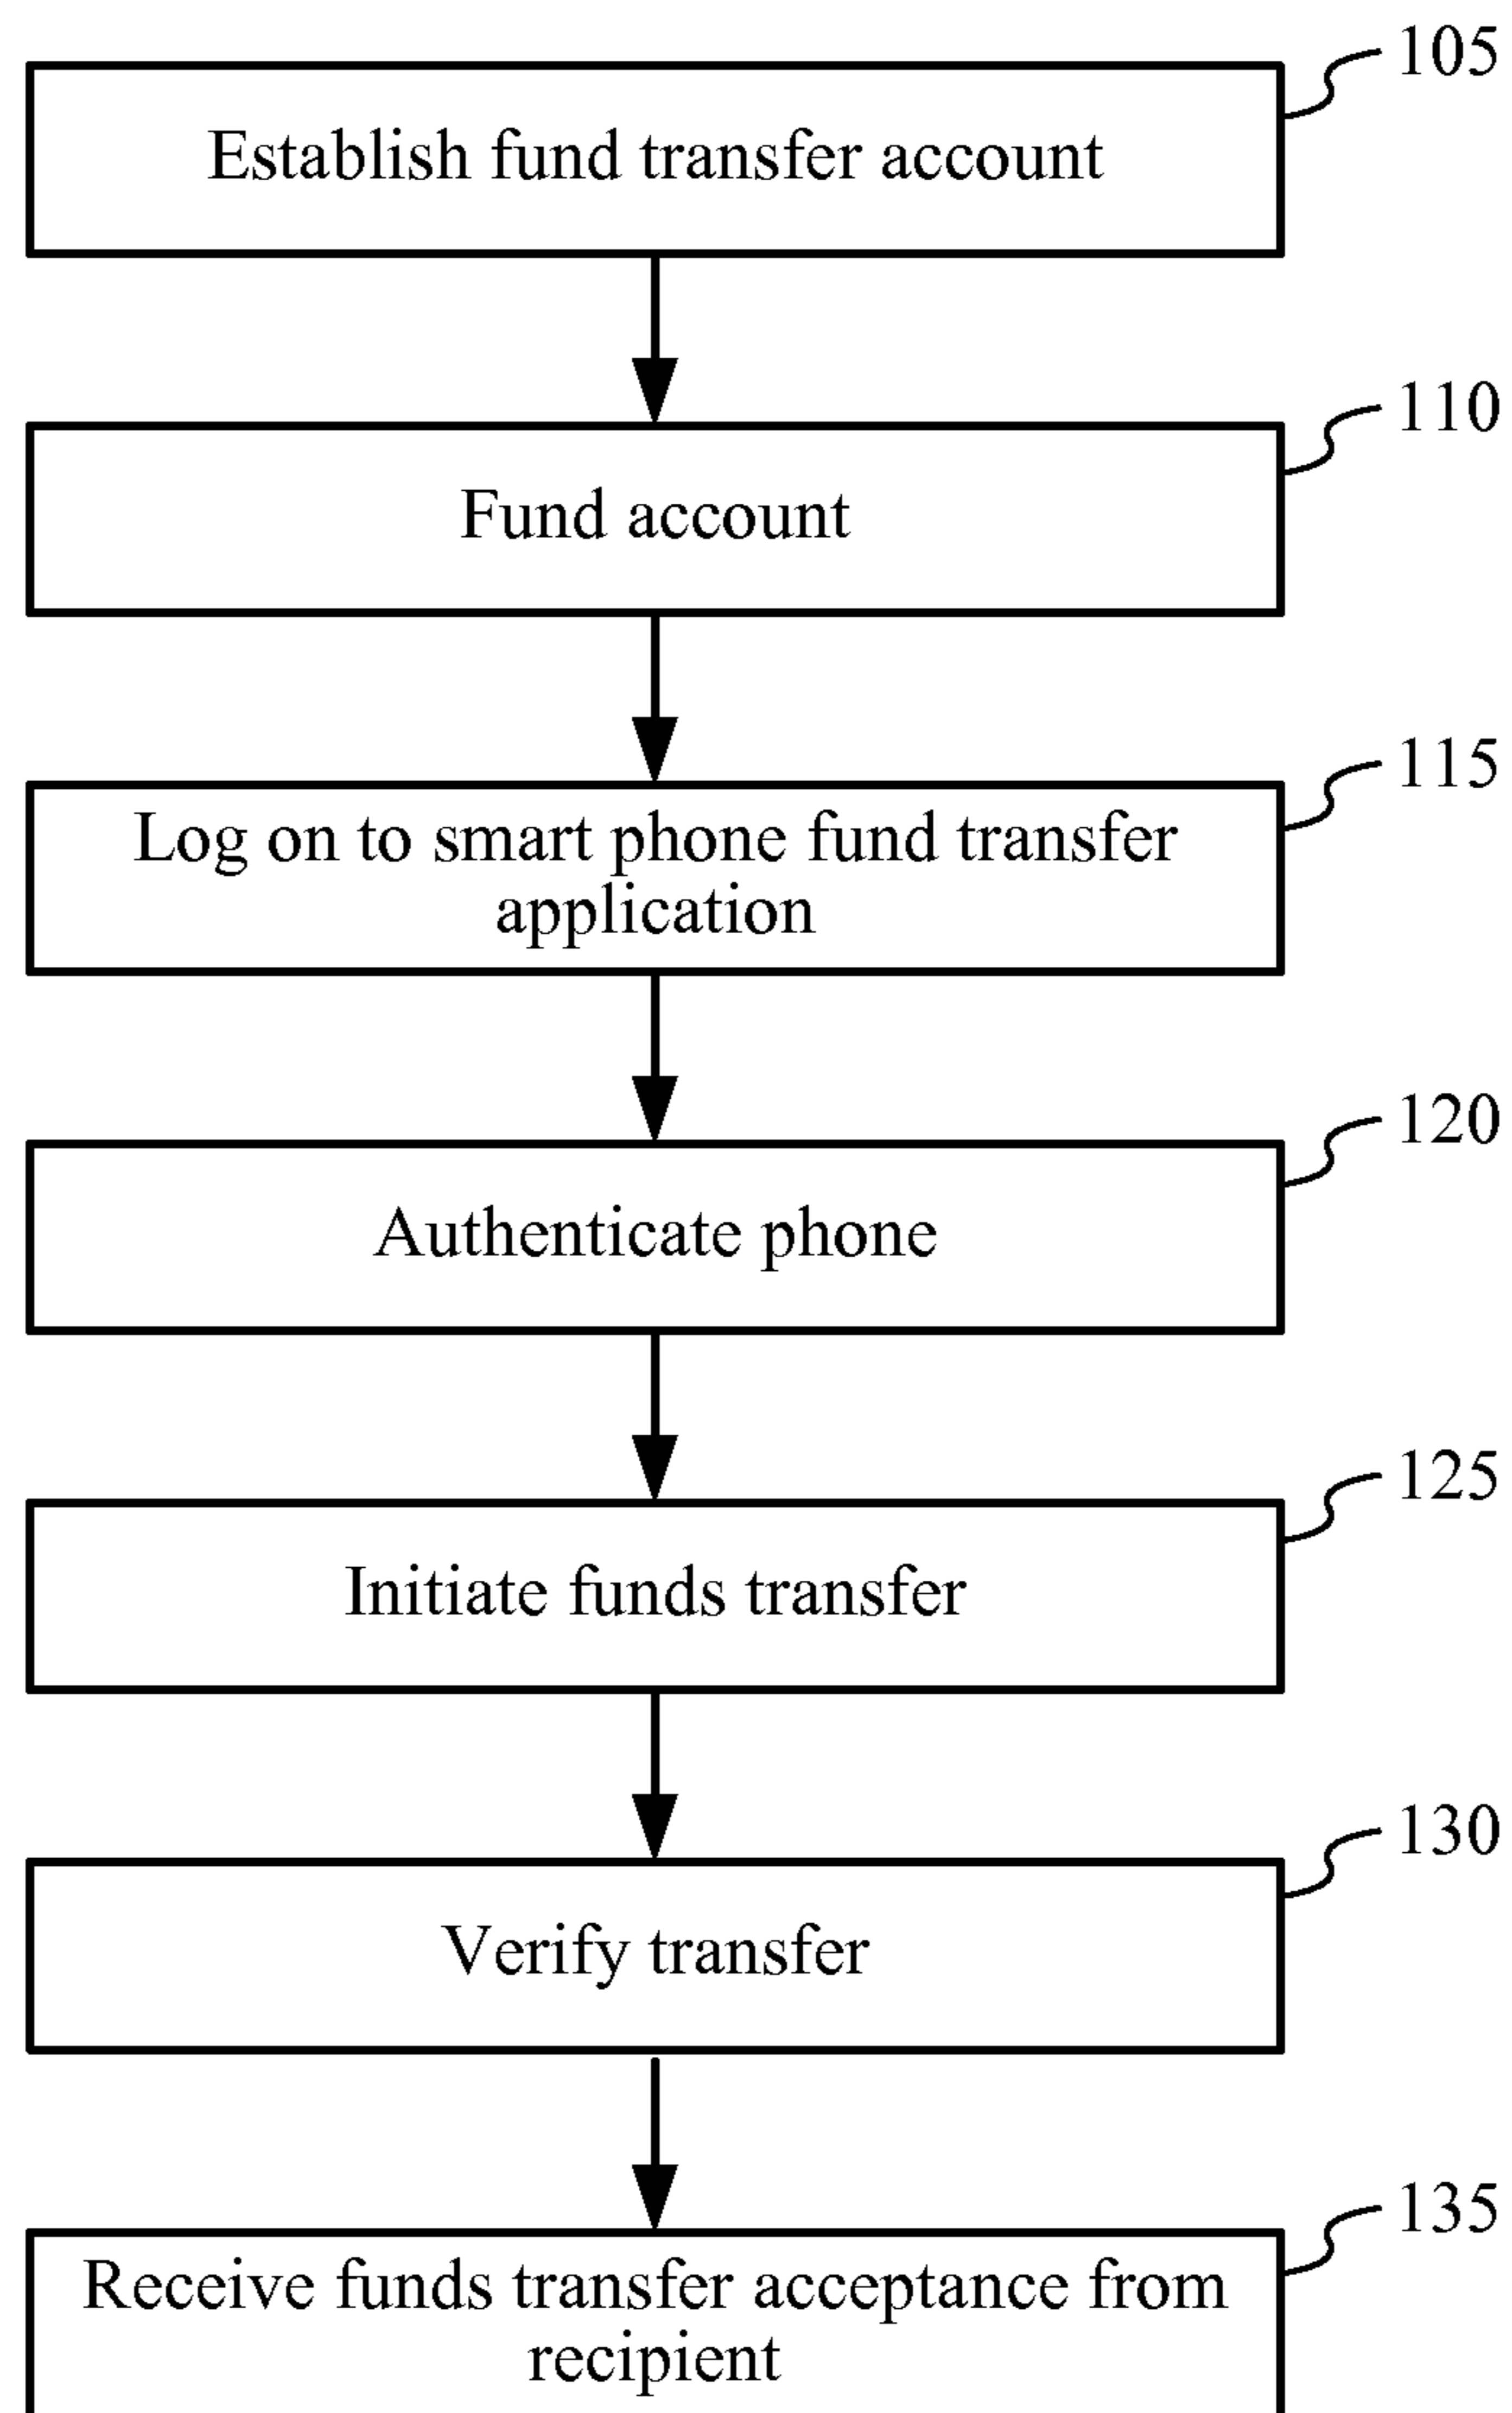 105
Establish fund transfer account
110
Fund account
115
Log on to smart phone fund transfer
application
120
Authenticate phone
125
Initiate funds transfer
130
Verify transfer
135
Receive funds transfer acceptance from
recipient